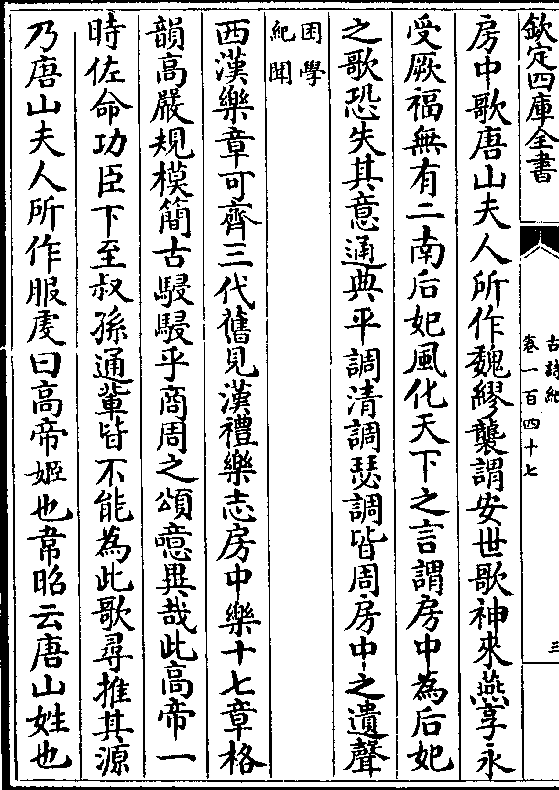 欽定四庫全書
古詩紀
卷一百四十七
三
房中歌唐山夫人所作魏繆襲謂安世歌神來燕享永
受厥福無有二南后妃風化天下之言謂房中為后妃
之歌恐失其意通典平調清調瑟調皆周房中之遺聲
困學
紀聞
西漢樂章可齊三代舊見漢禮樂志房中樂十七章格
韻高嚴規模簡古駸駸乎商周之頌噫異哉此高帝一
時佐命功臣下至叔孫通輩皆不能為此歌尋推其源
乃唐山夫人所作服虔曰高帝姬也韋昭云唐山姓也